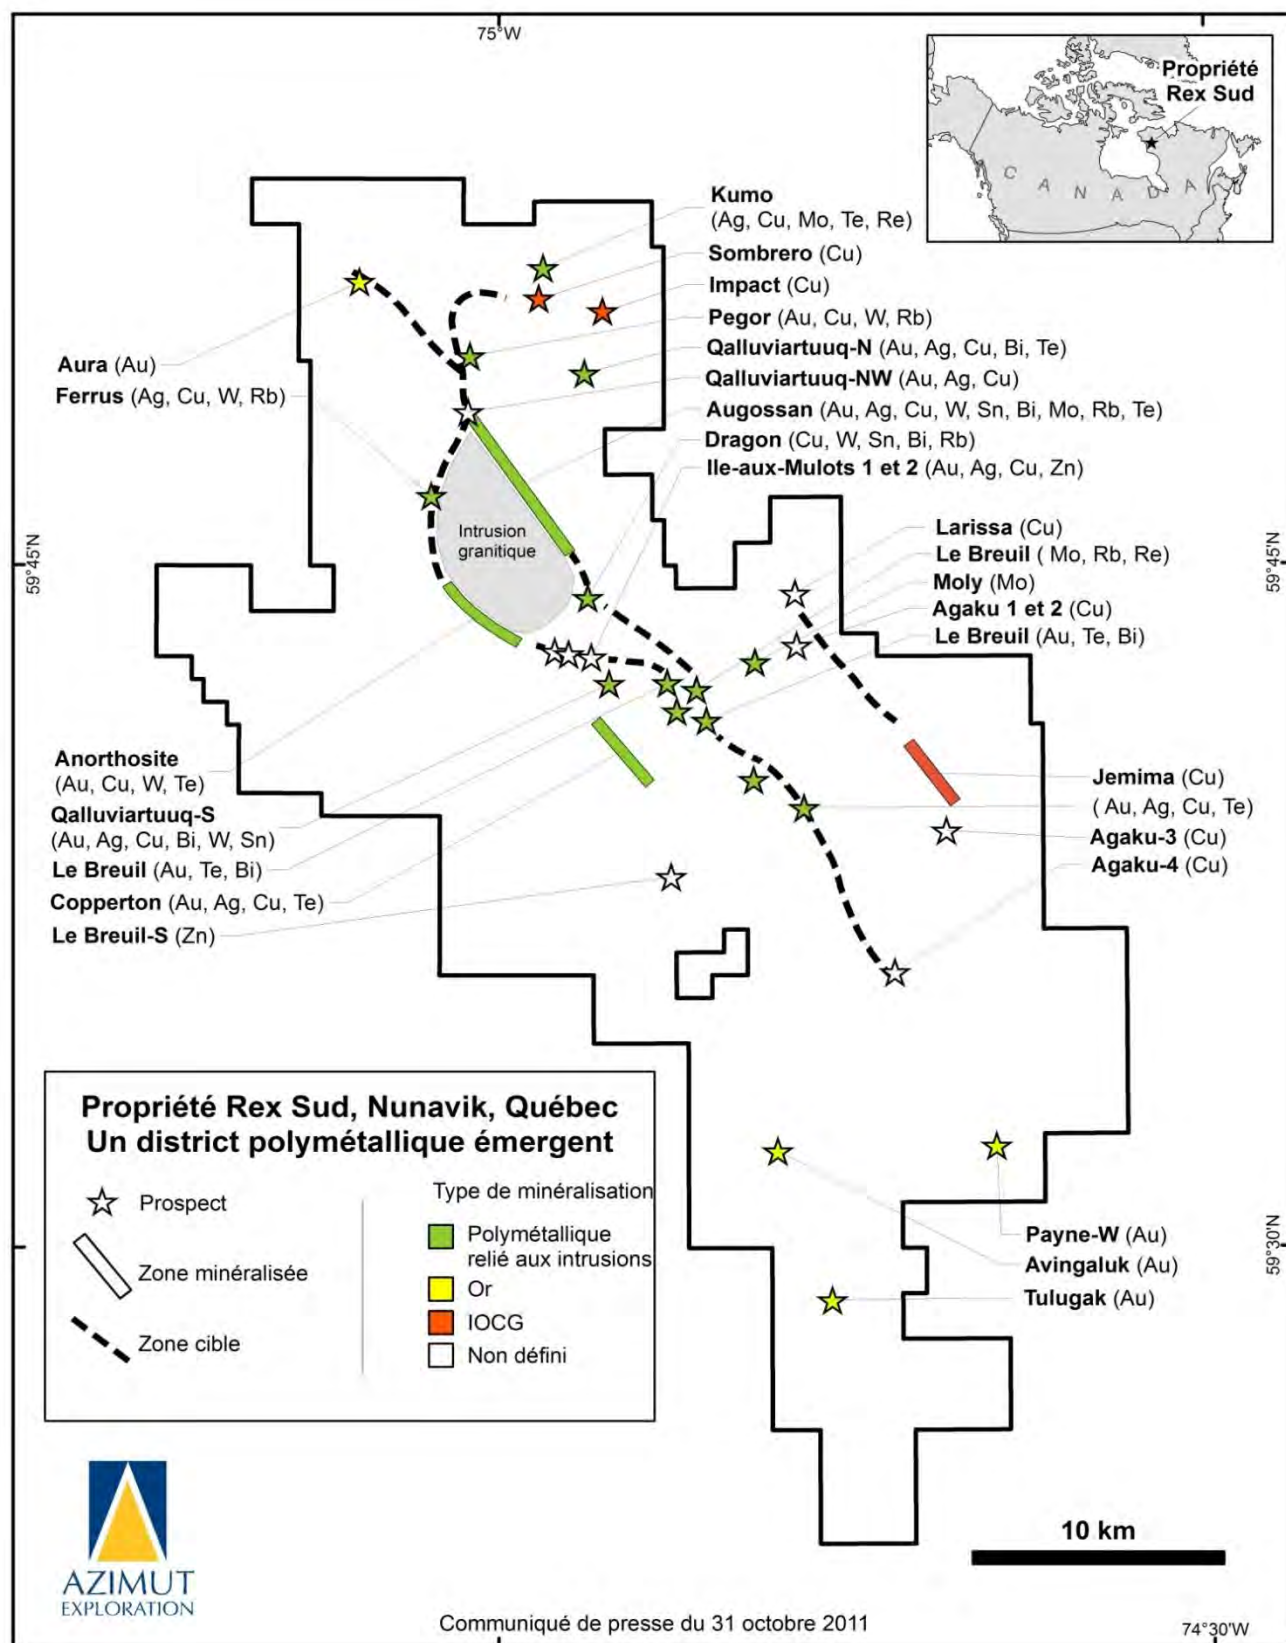 75°W
Propriété
Rex Sud
CANADA
Kumo
(Ag, Cu, Mo, Te, Re)
Sombrero (Cu)
Impact (Cu)
Pegor (Au, Cu, W, Rb)
Qalluviartuuq-N (Au, Ag, Cu, Bi, Te)
Qalluviartuuq-NW (Au, Ag, Cu)
Augossan (Au, Ag, Cu, W, Sn, Bi, Mo, Rb, Te)
Dragon (Cu, W, Sn, Bi, Rb)
Ile-aux-Mulots 1 et 2 (Au, Ag, Cu, Zn)
Aura (Au)
Ferrus (Ag, Cu, W, Rb)
Intrusion
granitique
59°45'N
59°45'N
Larissa (Cu)
Le Breuil ( Mo, Rb, Re)
Moly (Mo)
Agaku 1 et 2 (Cu)
Le Breuil (Au, Te, Bi)
Anorthosite
(Au, Cu, W, Te)
Qalluviartuuq-S
(Au, Ag, Cu, Bi, W, Sn)
Le Breuil (Au, Te, Bi)
Copperton (Au, Ag, Cu, Te)
Le Breuil-S (Zn)
Jemima (Cu)
( Au, Ag, Cu, Te)
Agaku-3 (Cu)
Agaku-4 (Cu)
Propriété Rex Sud, Nunavik, Québec
Un district polymétallique émergent
Prospect
Zone minéralisée
Zone cible
Type de minéralisation
Polymétallique
relié aux intrusions
Or
IOCG
Non défini
Payne-W (Au)
Avingaluk (Au)
Tulugak (Au)
59°30'N
10 km
AZIMUT
EXPLORATION
Communiqué de presse du 31 octobre 2011
74°30'W